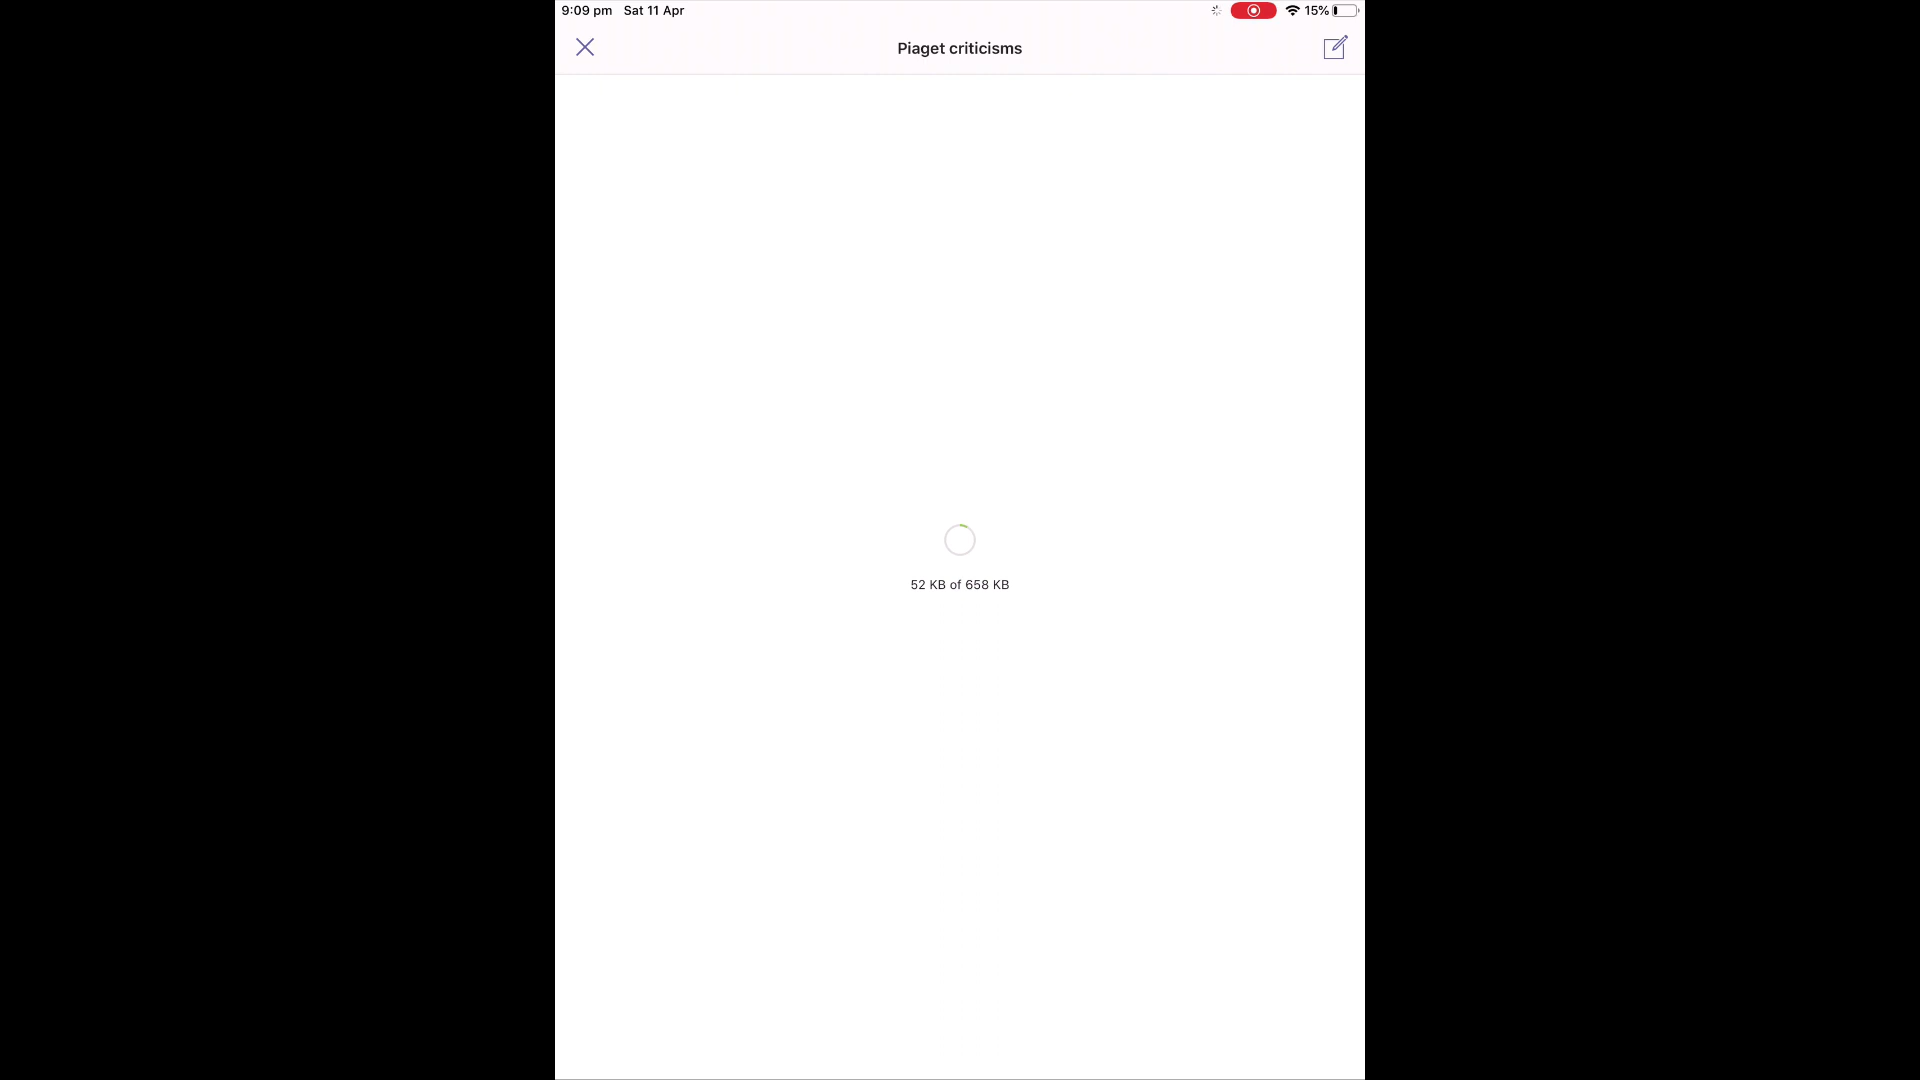 9:09 pm Sat 11 Apr 15%
Piaget criticisms
52 KB of 658 KB